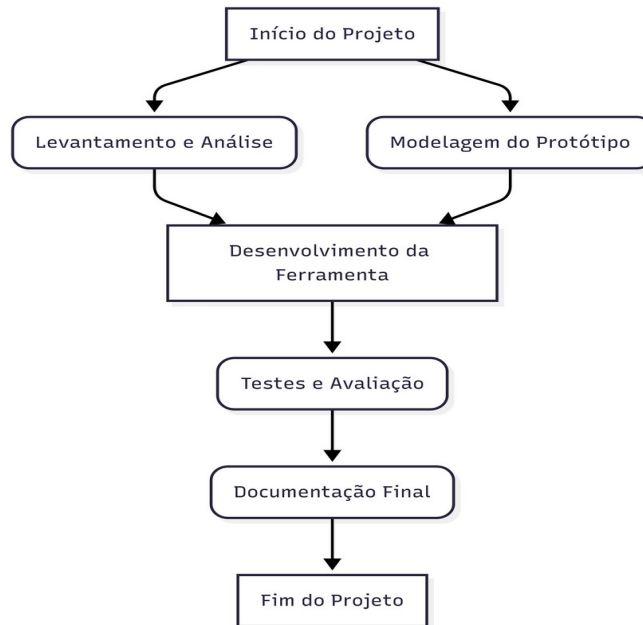 Início do Projeto
Levantamento e Análise
Modelagem do Protótipo
Desenvolvimento da
Ferramenta
Testes e Avaliação
Documentação Final
Fim do Projeto